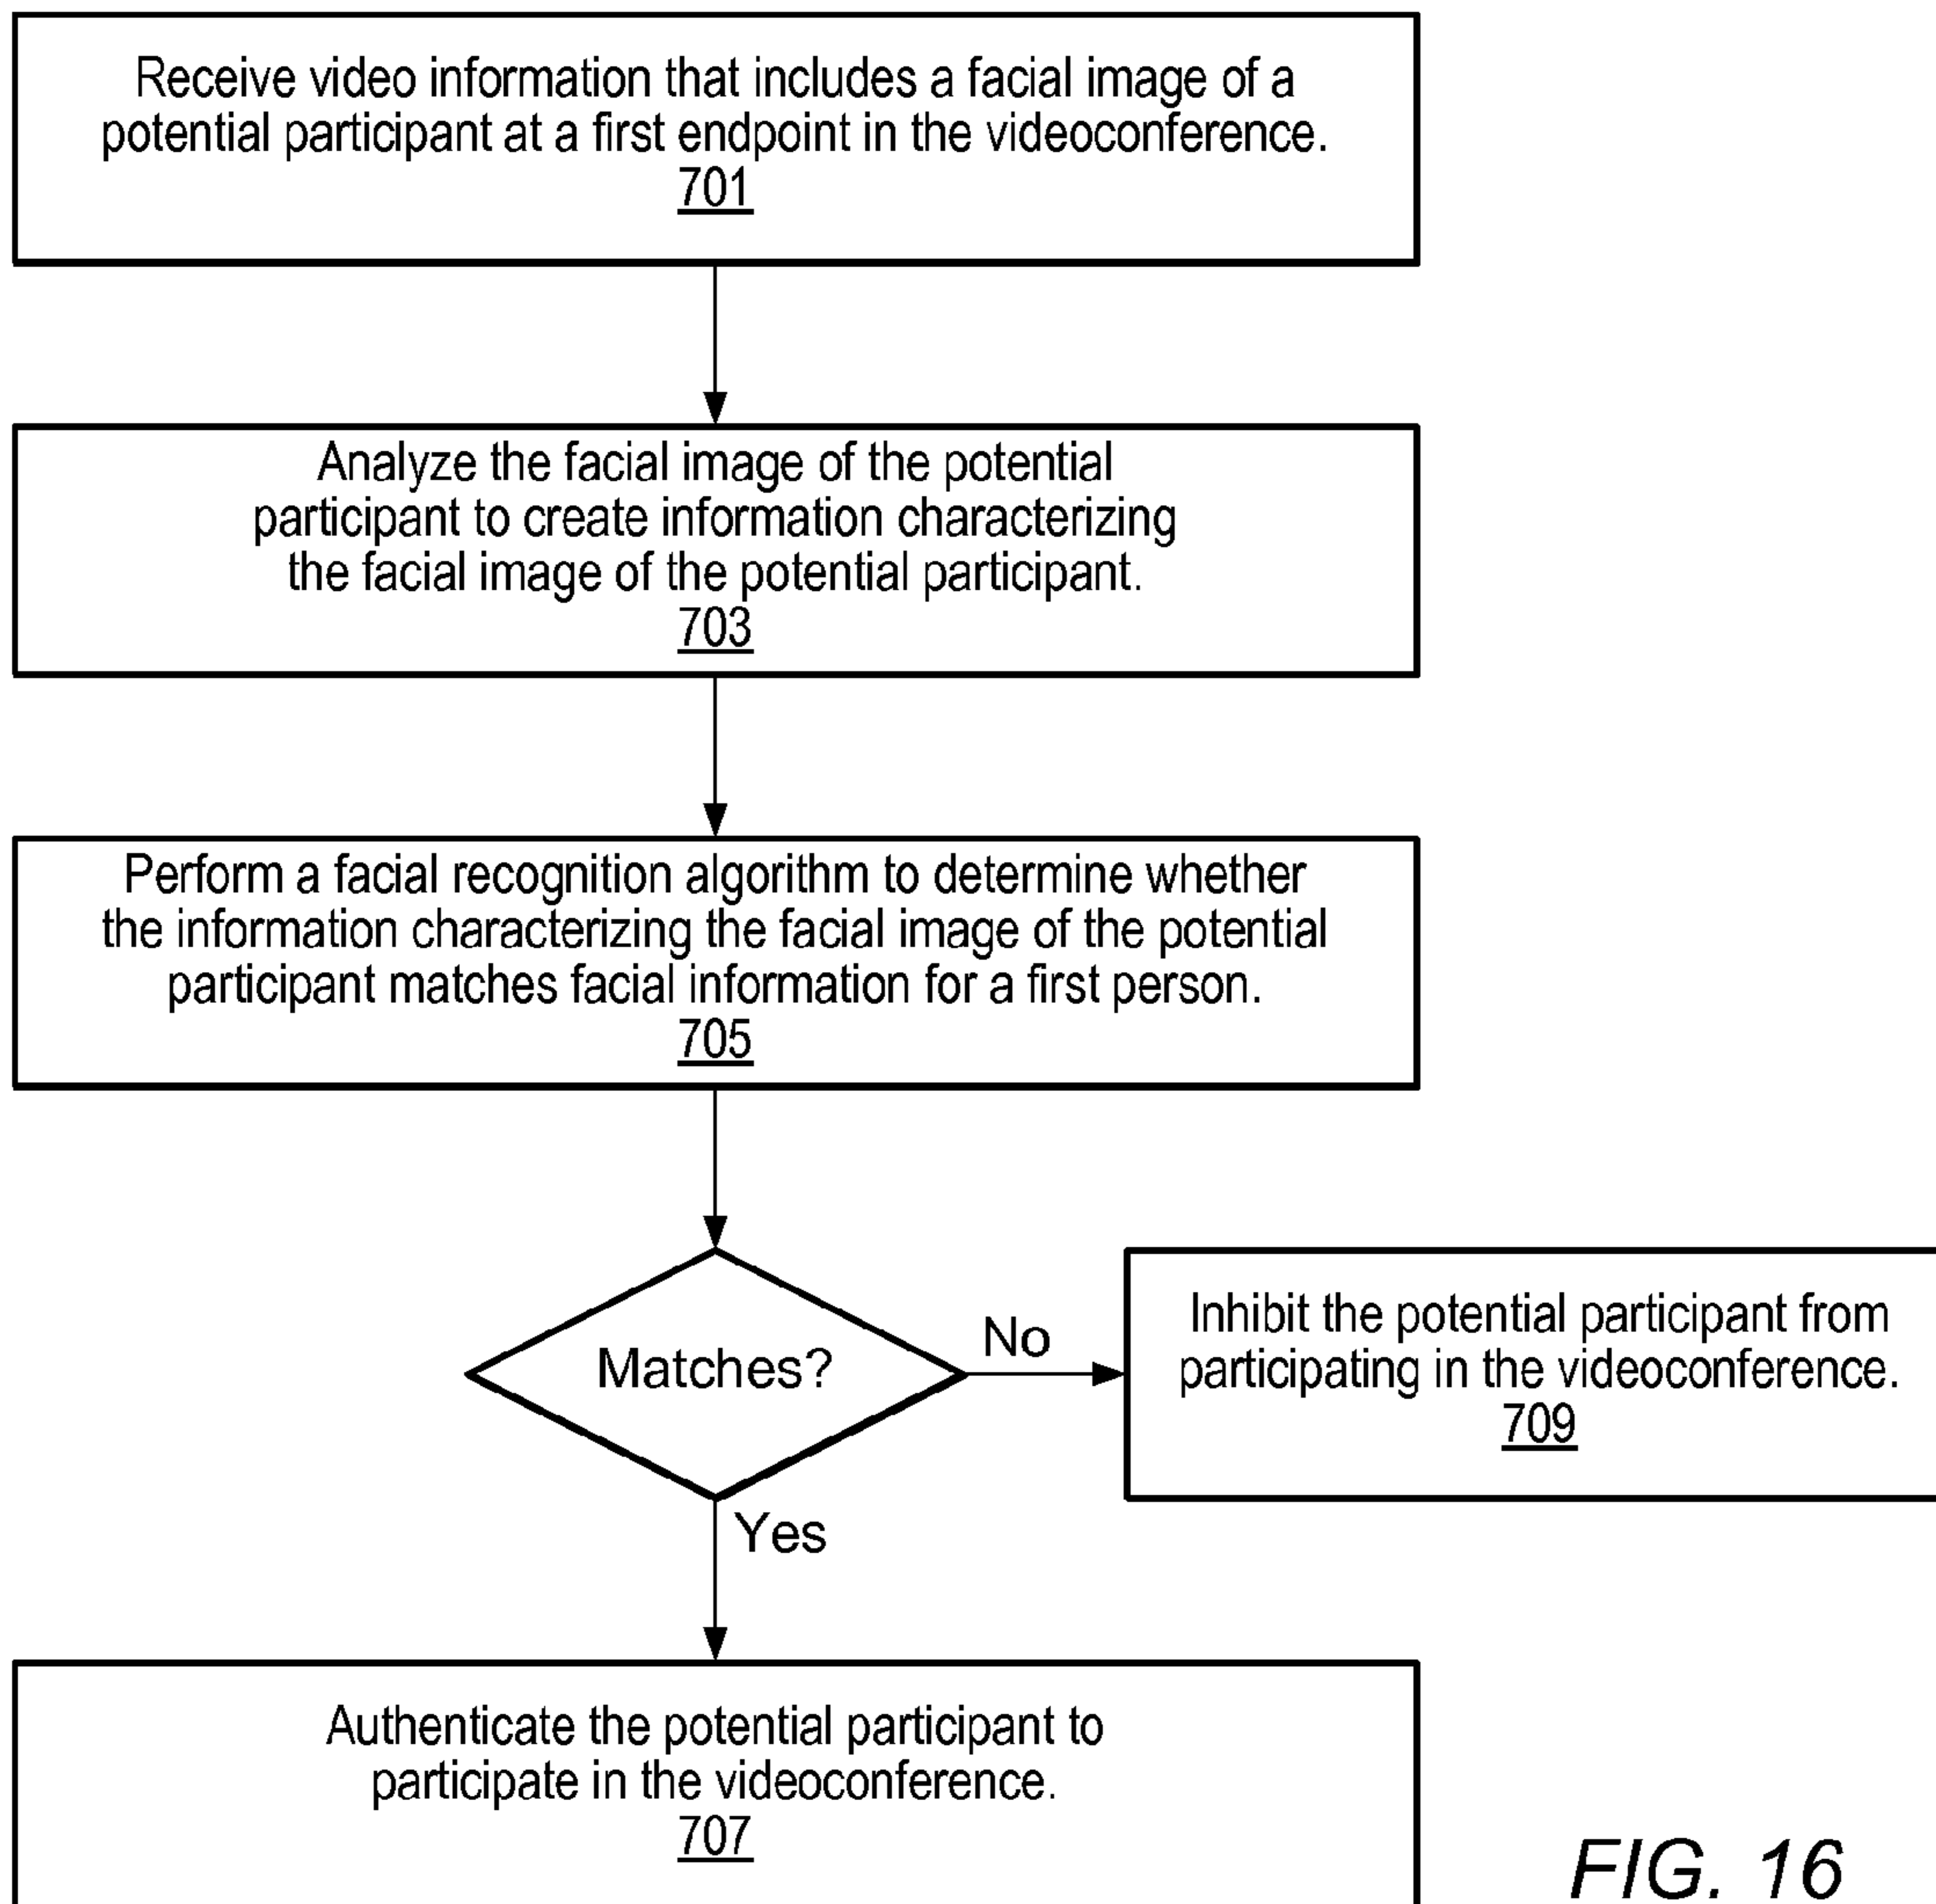 Receive video information that includes a facial image of a
potential participant at a first endpoint in the videoconference.
701
Analyze the facial image of the potential
participant to create information characterizing
the facial image of the potential participant.
703
Perform a facial recognition algorithm to determine whether
the information characterizing the facial image of the potential
participant matches facial information for a first person.
705
Matches?
No
Inhibit the potential participant from
participating in the videoconference.
709
Yes
Authenticate the potential participant to
participate in the videoconference.
707
FIG. 16